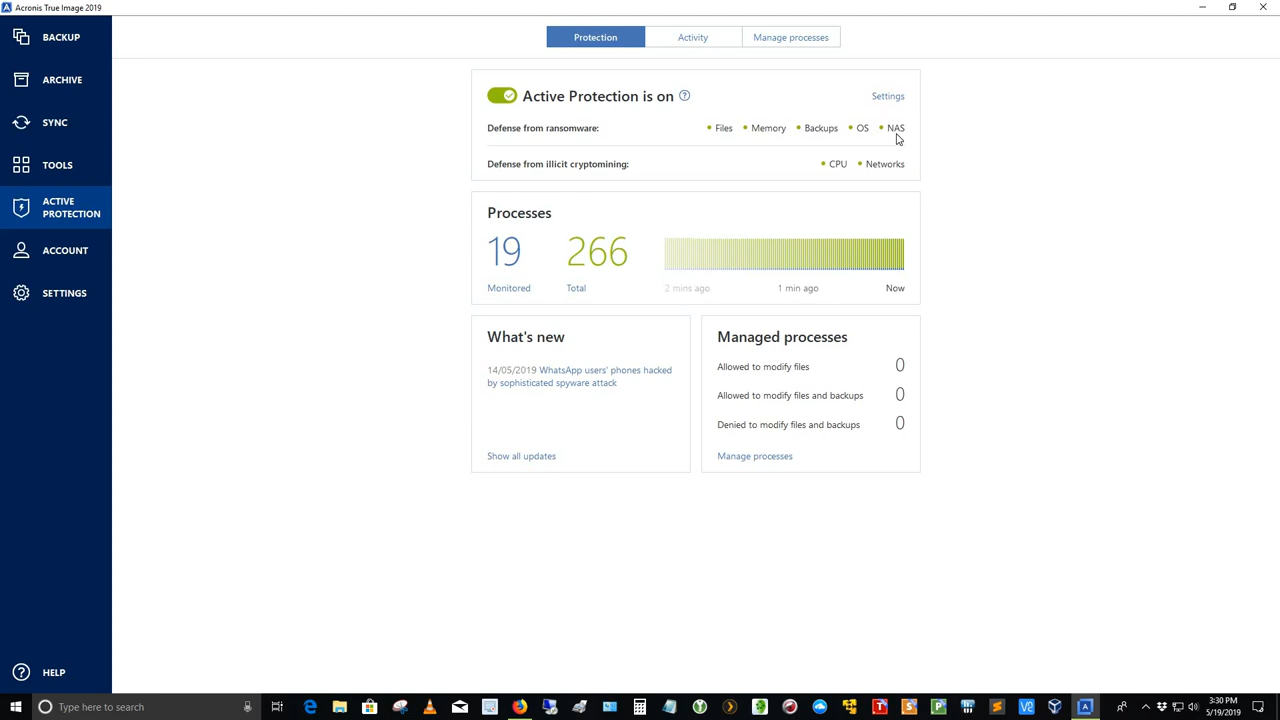 Acronis True Image 2019
BACKUP
ARCHIVE
SYNC
TOOLS
ACTIVE
PROTECTION
ACCOUNT
SETTINGS
HELP
Protection
Activity
Manage processes
Active Protection is on
Settings
Defense from ransomware:
Files
Memory
Backups
OS
NAS
Defense from illicit cryptomining:
CPU
Networks
Processes
19
266
Monitored
Total
2 mins ago
1 min ago
Now
What's new
14/05/2019 WhatsApp users' phones hacked
by sophisticated spyware attack
Show all updates
Managed processes
Allowed to modify files 0
Allowed to modify files and backups 0
Denied to modify files and backups 0
Manage processes
Type here to search
3:30 PM
5/19/2019